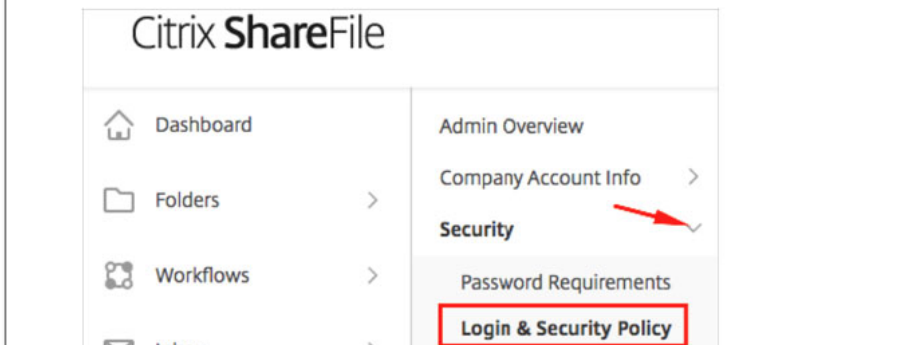 Citrix ShareFile
Dashboard
Folders
Workflows
Admin Overview
Company Account Info
Security
Password Requirements
Login & Security Policy